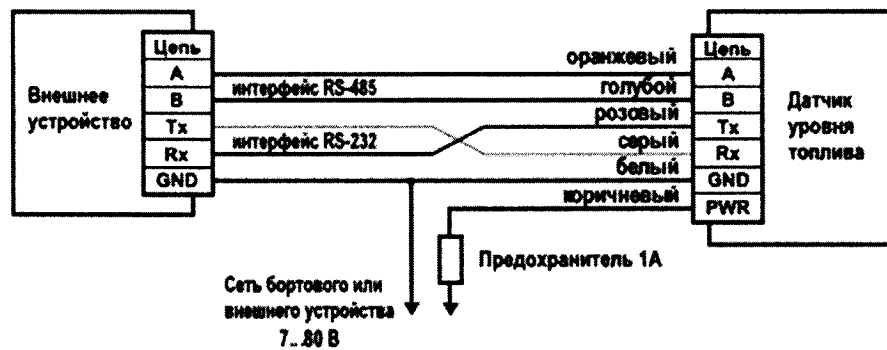 Внешнее
устройство
Цепь
A
B
Tx
Rx
GND
интерфейс RS-485
интерфейс RS-232
оранжевый
голубой
розовый
серый
белый
коричневый
Цепь
A
B
Tx
Rx
GND
PWR
Датчик
уровня
топлива
Предохранитель 1А
Сеть бортового или
внешнего устройства
7...80 В